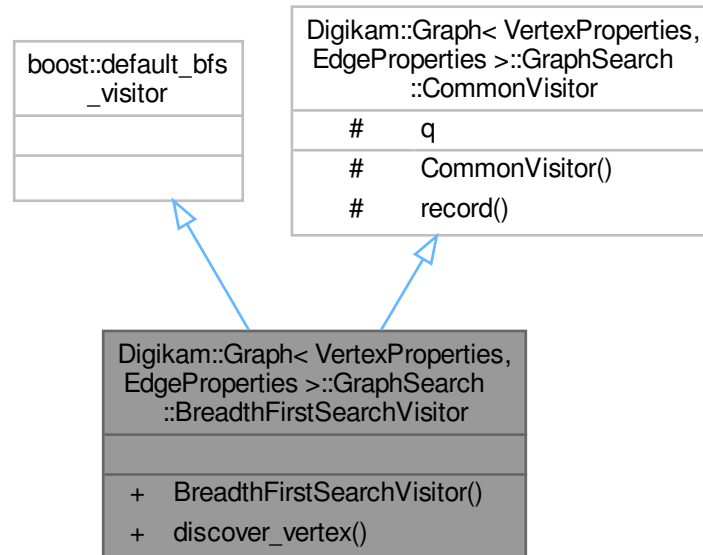 boost::default_bfs
_visitor
Digikam::Graph< VertexProperties,
EdgeProperties >::GraphSearch
::CommonVisitor
# q
# CommonVisitor()
# record()
Digikam::Graph< VertexProperties,
EdgeProperties >::GraphSearch
::BreadthFirstSearchVisitor
+ BreadthFirstSearchVisitor()
+ discover_vertex()